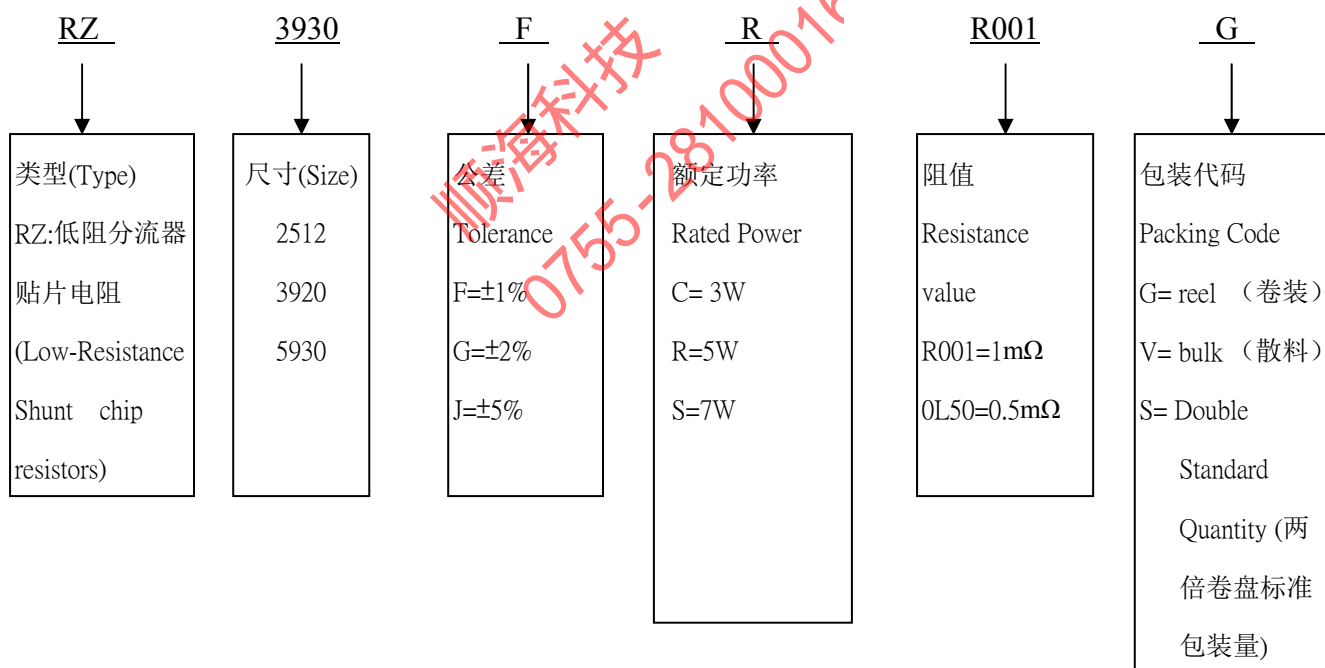 RZ 3930 F R R001 G
类型(Type)
RZ:低阻分流器
贴片电阻
(Low-Resistance
Shunt chip
resistors)
尺寸(Size)
2512
3920
5930
公差
Tolerance
F=±1%
G=±2%
J=±5%
额定功率
Rated Power
C= 3W
R=5W
S=7W
阻值
Resistance
value
R001=1mΩ
0L50=0.5mΩ
包装代码
Packing Code
G= reel （卷装）
V= bulk （散料）
S= Double
Standard
Quantity (两
倍卷盘标准
包装量)
顺海科技
0755-28100016